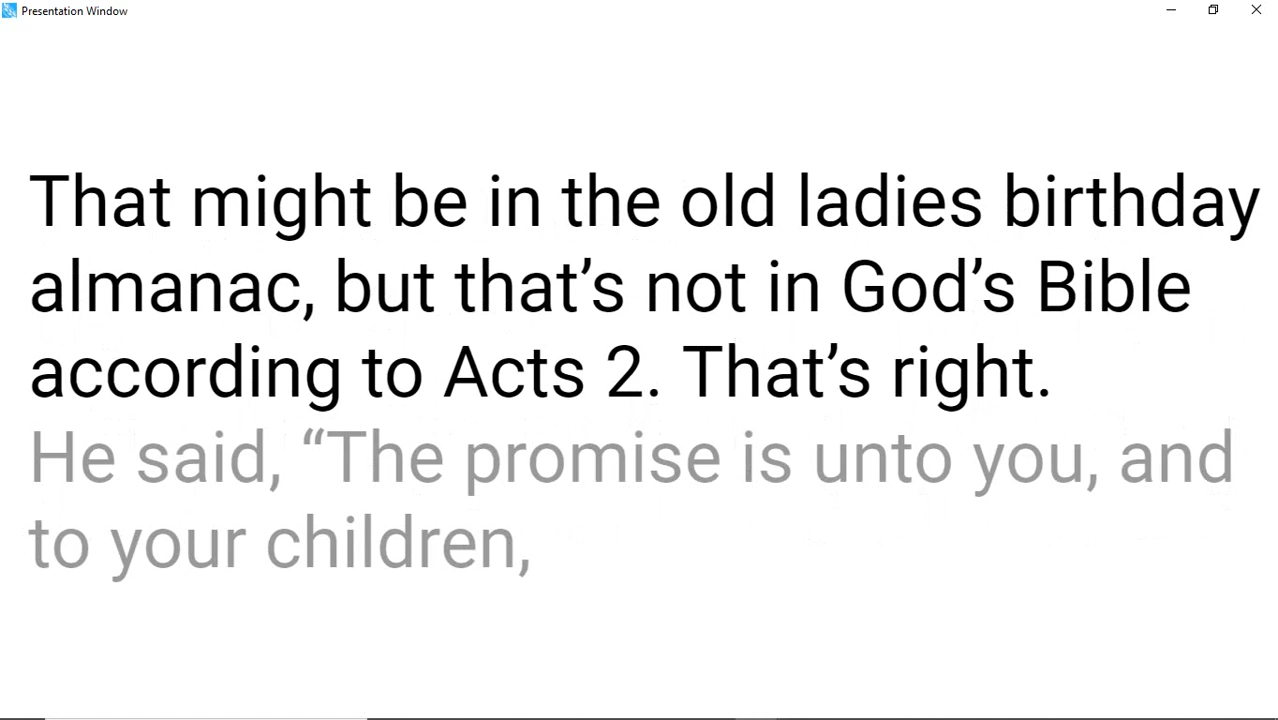 Presentation Window
That might be in the old ladies birthday
almanac, but that’s not in God’s Bible
according to Acts 2. That’s right.
He said, “The promise is unto you, and
to your children,